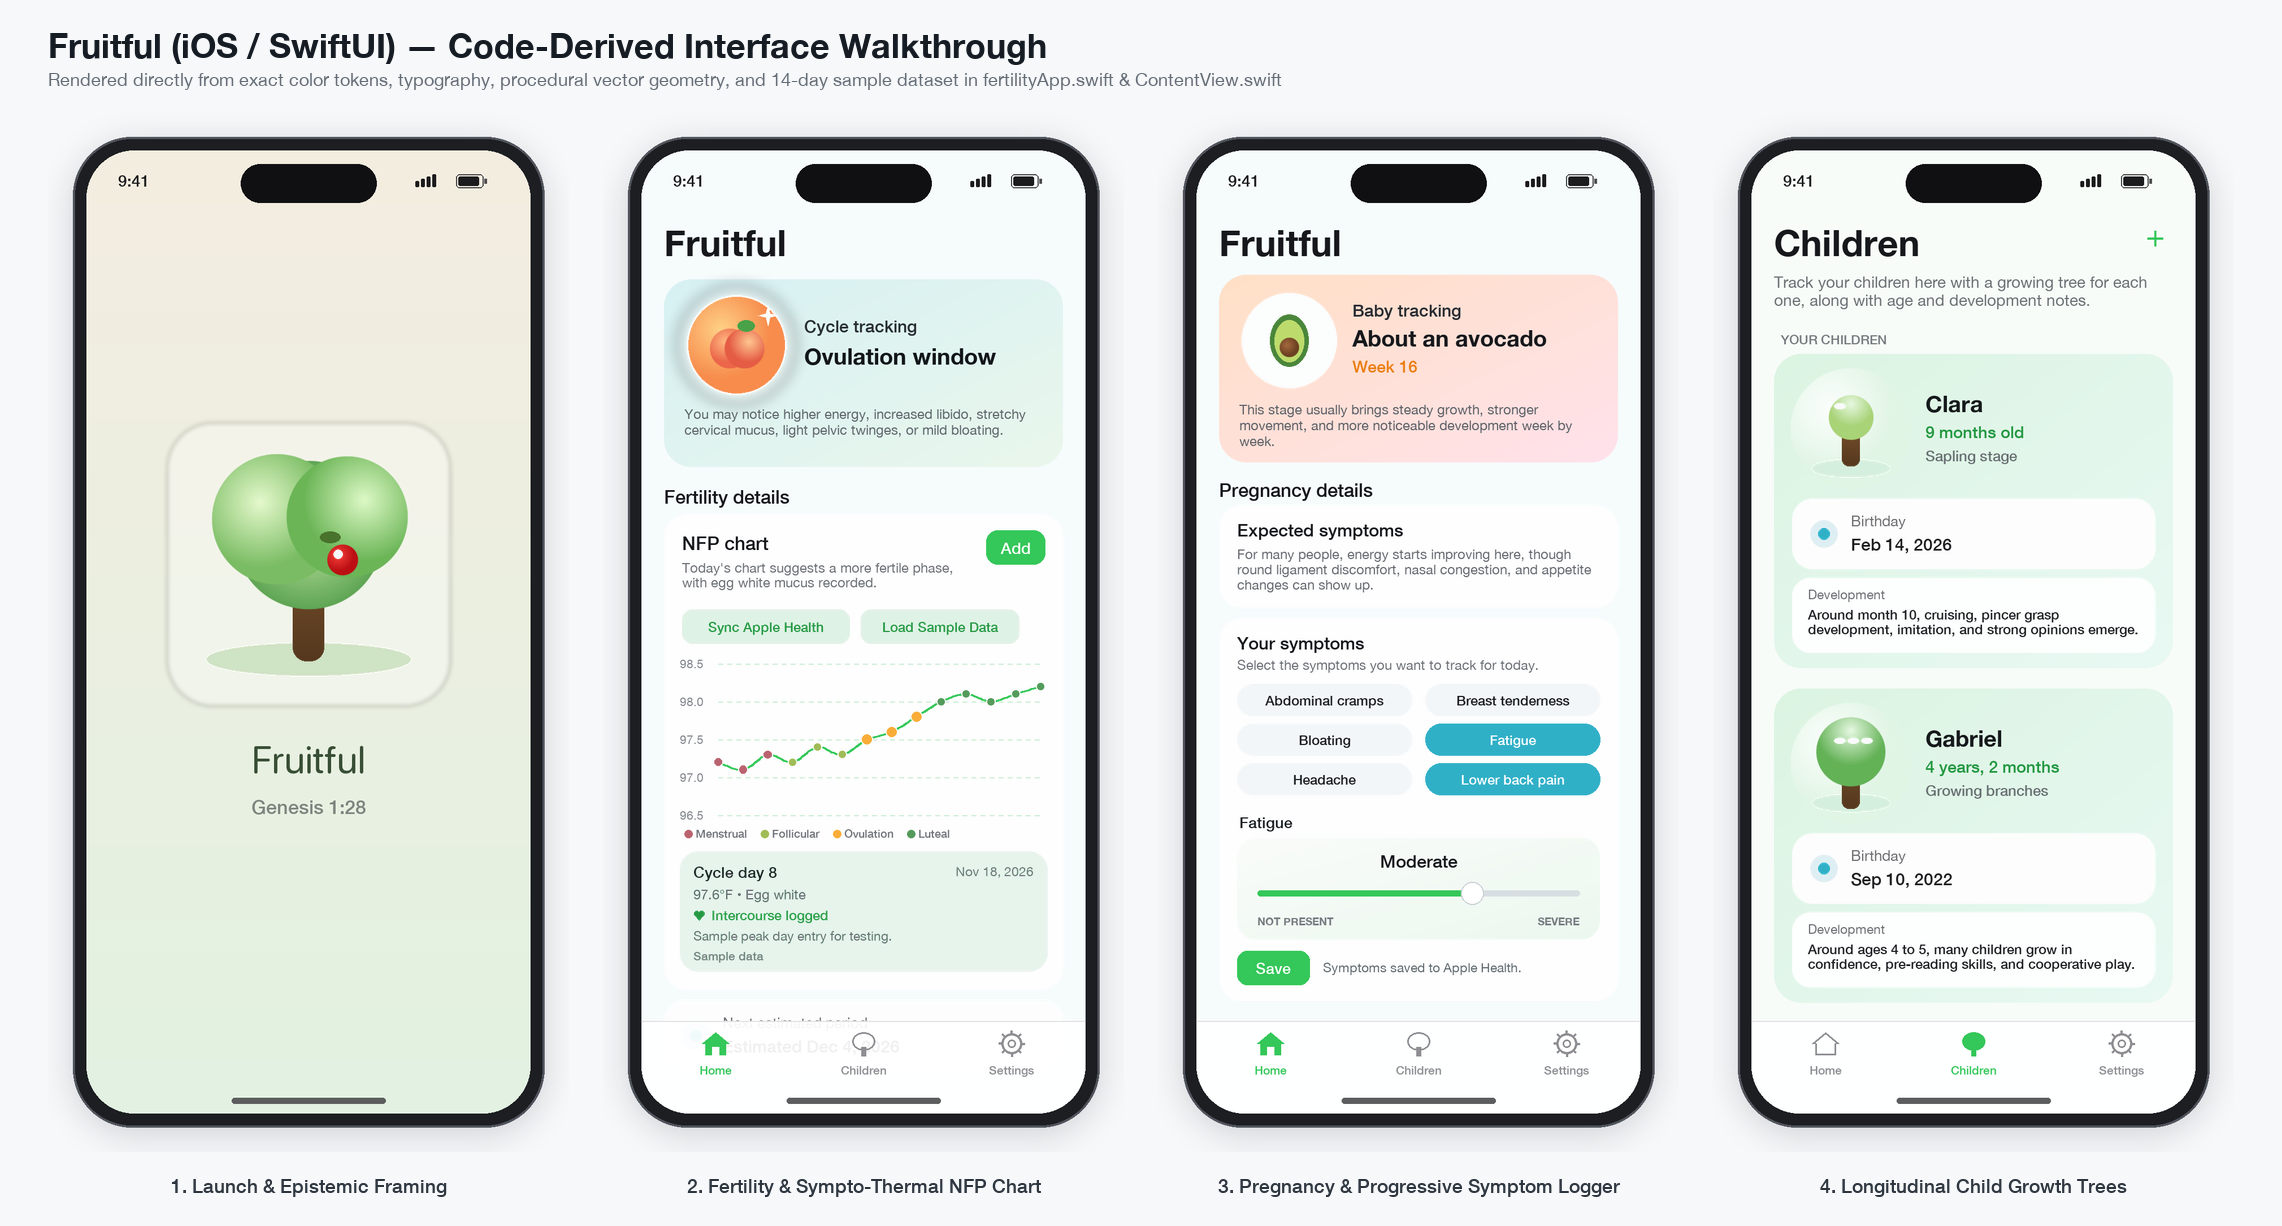 Fruitful (iOS / SwiftUI) — Code-Derived Interface Walkthrough
Rendered directly from exact color tokens, typography, procedural vector geometry, and 14-day sample dataset in fertilityApp.swift & ContentView.swift
9:41
Fruitful
Genesis 1:28
1. Launch & Epistemic Framing
9:41
Fruitful
Cycle tracking
Ovulation window
You may notice higher energy, increased libido, stretchy
cervical mucus, light pelvic twinges, or mild bloating.
Fertility details
NFP chart
Add
Today's chart suggests a more fertile phase,
with egg white mucus recorded.
Sync Apple Health
Load Sample Data
98.5
98.0
97.5
97.0
96.5
Menstrual Follicular Ovulation Luteal
Cycle day 8
Nov 18, 2026
97.6°F • Egg white
Intercourse logged
Sample peak day entry for testing.
Sample data
Next estimated period
Estimated Dec 4, 2026
Home
Children
Settings
2. Fertility & Sympto-Thermal NFP Chart
9:41
Fruitful
Baby tracking
About an avocado
Week 16
This stage usually brings steady growth, stronger
movement, and more noticeable development week by
week.
Pregnancy details
Expected symptoms
For many people, energy starts improving here, though
round ligament discomfort, nasal congestion, and appetite
changes can show up.
Your symptoms
Select the symptoms you want to track for today.
Abdominal cramps
Breast tenderness
Bloating
Fatigue
Headache
Lower back pain
Fatigue
Moderate
NOT PRESENT
SEVERE
Save
Symptoms saved to Apple Health.
Home
Children
Settings
3. Pregnancy & Progressive Symptom Logger
9:41
Children
+
Track your children here with a growing tree for each
one, along with age and development notes.
YOUR CHILDREN
Clara
9 months old
Sapling stage
Birthday
Feb 14, 2026
Development
Around month 10, cruising, pincer grasp
development, imitation, and strong opinions emerge.
Gabriel
4 years, 2 months
Growing branches
Birthday
Sep 10, 2022
Development
Around ages 4 to 5, many children grow in
confidence, pre-reading skills, and cooperative play.
Home
Children
Settings
4. Longitudinal Child Growth Trees